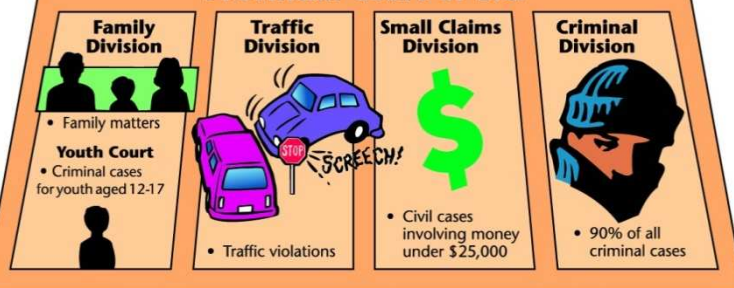 Family
Division
• Family matters
Youth Court
• Criminal cases
for youth aged 12-17
Traffic
Division
STOP
SCREECH!
• Traffic violations
Small Claims
Division
$
• Civil cases
involving money
under $25,000
Criminal
Division
• 90% of all
criminal cases